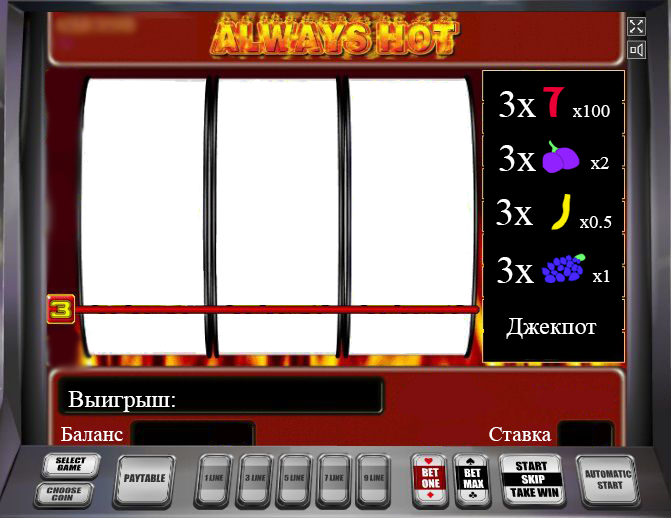 ALWAYS HOT
3x 7 x100
3x x2
3x x0.5
3x x1
Джекпот
3
Выигрыш:
Баланс
Ставка
SELECT GAME
CHOOSE COIN
PAYTABLE
1 LINE
3 LINE
5 LINE
7 LINE
9 LINE
BET ONE
BET MAX
START
SKIP
TAKE WIN
AUTOMATIC START